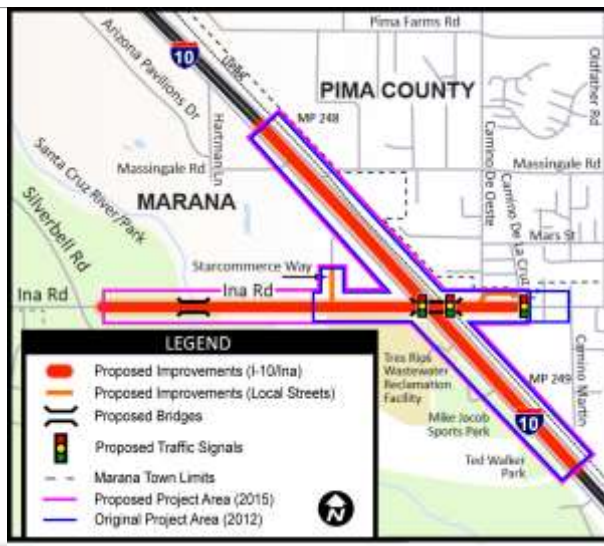 Pima Farms Rd
Arizona Pavilions Dr
10
UPRR
PIMA COUNTY
Oldfather Rd
MP 248
Hartman Ln
Camino De Oeste
Massingale Rd
Massingale Rd
Santa Cruz River/Park
MARANA
Camino De La Cruz
Silverbell Rd
Mars St
Starcommerce Way
Ina Rd
Ina Rd
LEGEND
Proposed Improvements (I-10/Ina)
Proposed Improvements (Local Streets)
Proposed Bridges
Proposed Traffic Signals
Marana Town Limits
Proposed Project Area (2015)
Original Project Area (2012)
N
Tres Rios
Wastewater
Reclamation
Facility
MP 249
Camino Martin
Mike Jacob
Sports Park
10
Ted Walker
Park